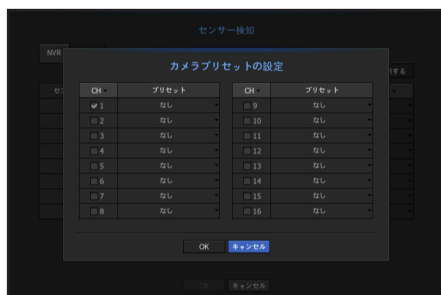 センサー検知
NVR
カメラプリセットの設定
CH プリセット CH プリセット
1 なし 9 なし
2 なし 10 なし
3 なし 11 なし
4 なし 12 なし
5 なし 13 なし
6 なし 14 なし
7 なし 15 なし
8 なし 16 なし
OK キャンセル
OK キャンセル